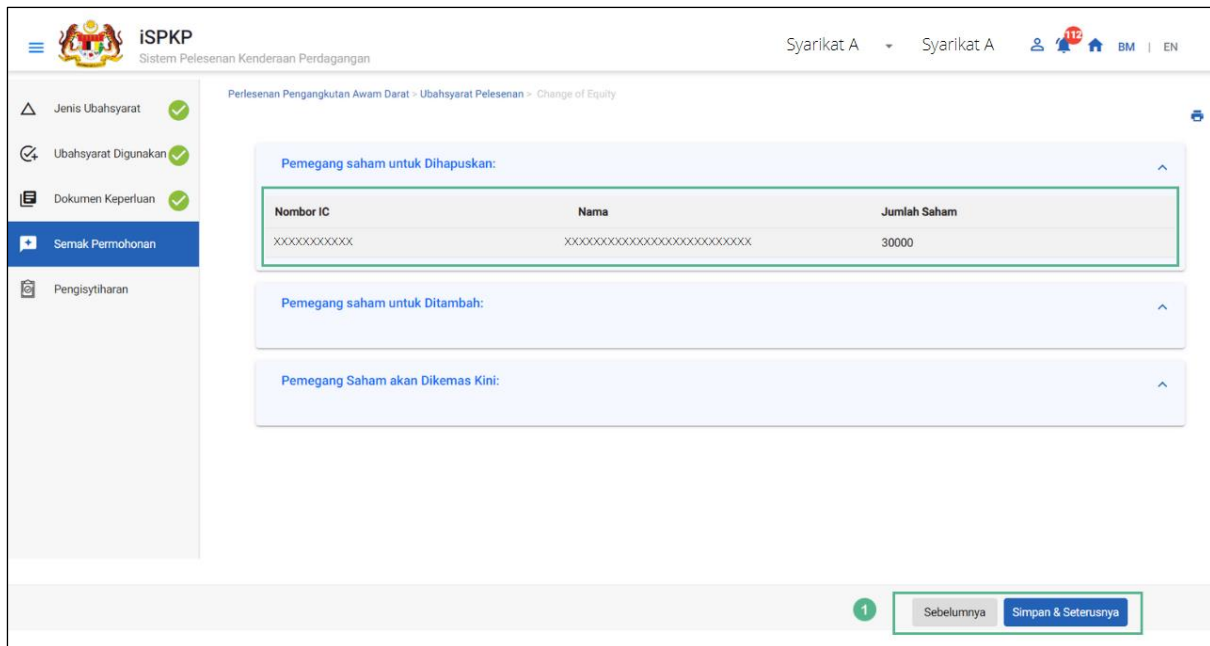 iSPKP
Sistem Pelesenan Kenderaan Perdagangan
Syarikat A Syarikat A 112 BM | EN
Perlesenan Pengangkutan Awam Darat > Ubahsyarat Pelesenan > Change of Equity
Jenis Ubahsyarat
Ubahsyarat Digunakan
Dokumen Keperluan
Semak Permohonan
Pengisytiharan
Pemegang saham untuk Dihapuskan:
Nombor IC Nama Jumlah Saham
XXXXXXXXXXX XXXXXXXXXXXXXXXXXXXXXXXXXX 30000
Pemegang saham untuk Ditambah:
Pemegang Saham akan Dikemas Kini:
1 Sebelumnya Simpan & Seterusnya